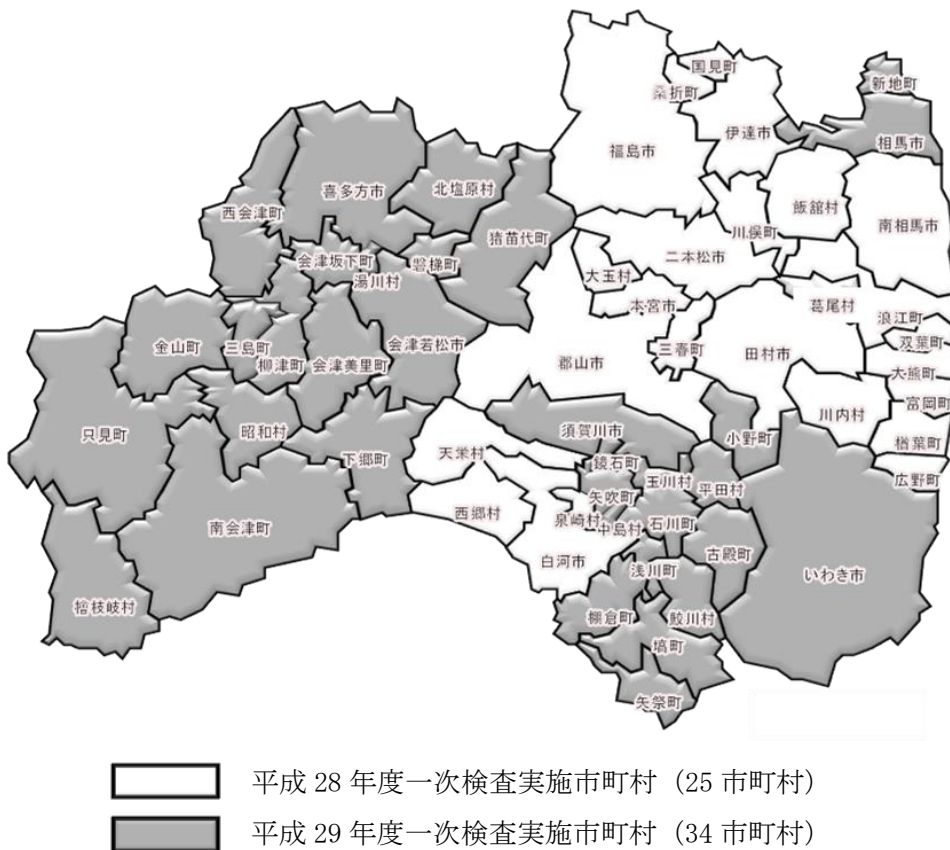 国見町
新地町
桑折町
伊達市
相馬市
福島市
喜多方市
北塩原村
飯舘村
西会津町
南相馬市
川俣町
猪苗代町
会津坂下町
磐梯町
二本松市
湯川村
大玉村
本宮市
葛尾村
浪江町
双葉町
金山町
三島町
会津若松市
三春町
田村市
柳津町
会津美里町
郡山市
大熊町
富岡町
川内村
只見町
昭和村
須賀川市
小野町
楢葉町
下郷町
天栄村
鏡石町
玉川村
平田村
広野町
矢吹町
西郷村
泉崎村
中島村
石川町
南会津町
古殿町
白河市
浅川町
いわき市
檜枝岐村
棚倉町
鮫川村
塙町
矢祭町
平成 28 年度一次検査実施市町村（25 市町村）
平成 29 年度一次検査実施市町村（34 市町村）